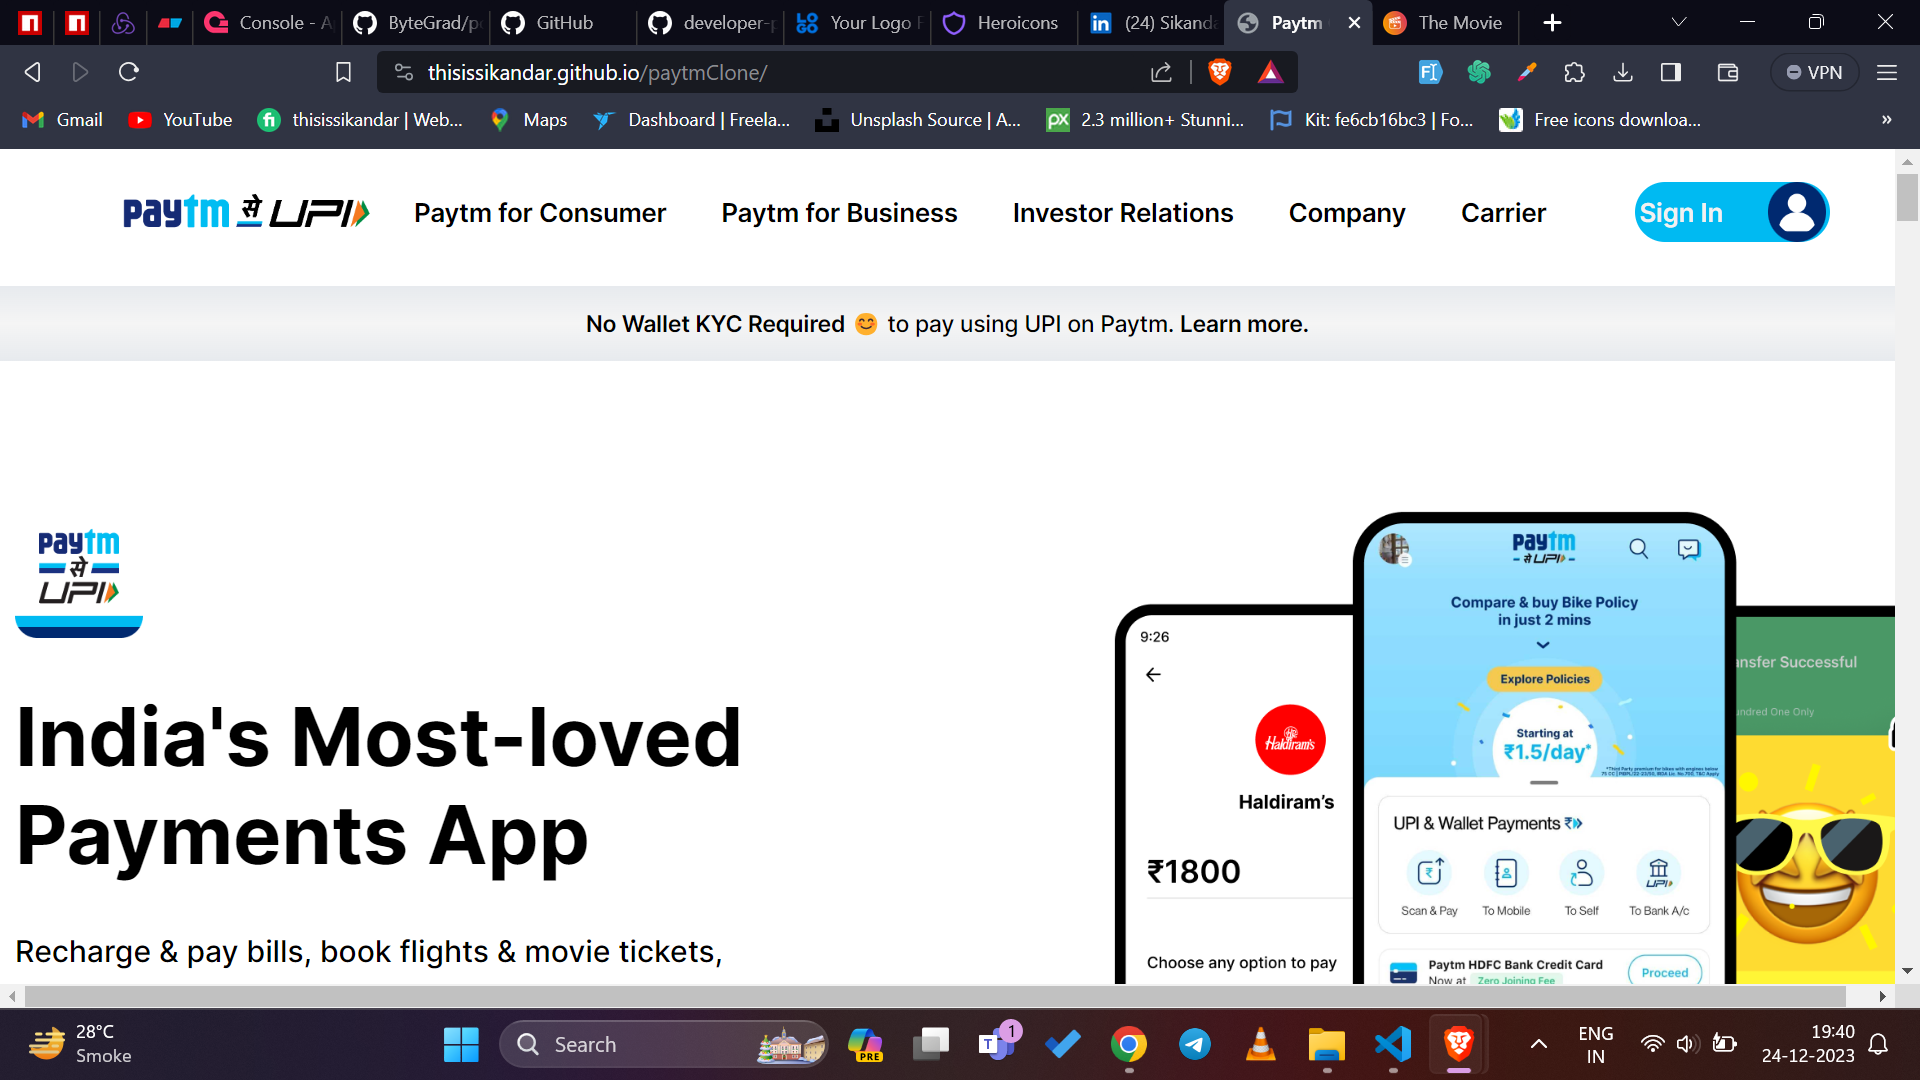 Console - A
ByteGrad/p
GitHub
developer-p
Your Logo F
Heroicons
(24) Sikanda
Paytm
The Movie
thisissikandar.github.io/paytmClone/
VPN
Gmail
YouTube
thisissikandar | Web...
Maps
Dashboard | Freela...
Unsplash Source | A...
2.3 million+ Stunni...
Kit: fe6cb16bc3 | Fo...
Free icons downloa...
»
paytm से UPI
Paytm for Consumer
Paytm for Business
Investor Relations
Company
Carrier
Sign In
No Wallet KYC Required 😊 to pay using UPI on Paytm. Learn more.
paytm
से
UPI
India's Most-loved
Payments App
Recharge & pay bills, book flights & movie tickets,
9:26
Haldiram's
Haldiram's
₹1800
Choose any option to pay
paytm
से UPI
Compare & buy Bike Policy
in just 2 mins
Explore Policies
Starting at
₹1.5/day*
UPI & Wallet Payments
Scan & Pay
To Mobile
To Self
UPI
To Bank A/c
Paytm HDFC Bank Credit Card
Now at Zero Joining Fee
Proceed
ansfer Successful
undred One Only
28°C
Smoke
Search
PRE
1
ENG
IN
19:40
24-12-2023